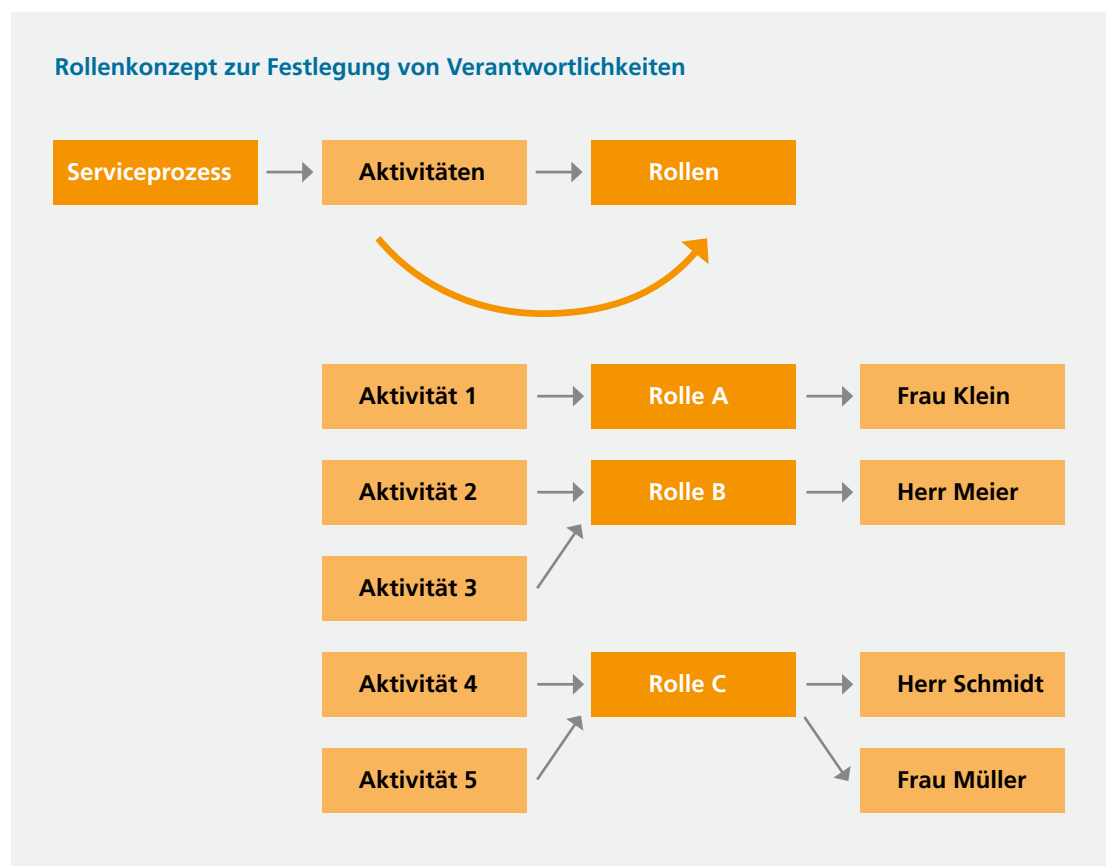 Rollenkonzept zur Festlegung von Verantwortlichkeiten
Serviceprozess
Aktivitäten
Rollen
Aktivität 1
Rolle A
Frau Klein
Aktivität 2
Rolle B
Herr Meier
Aktivität 3
Aktivität 4
Rolle C
Herr Schmidt
Aktivität 5
Frau Müller